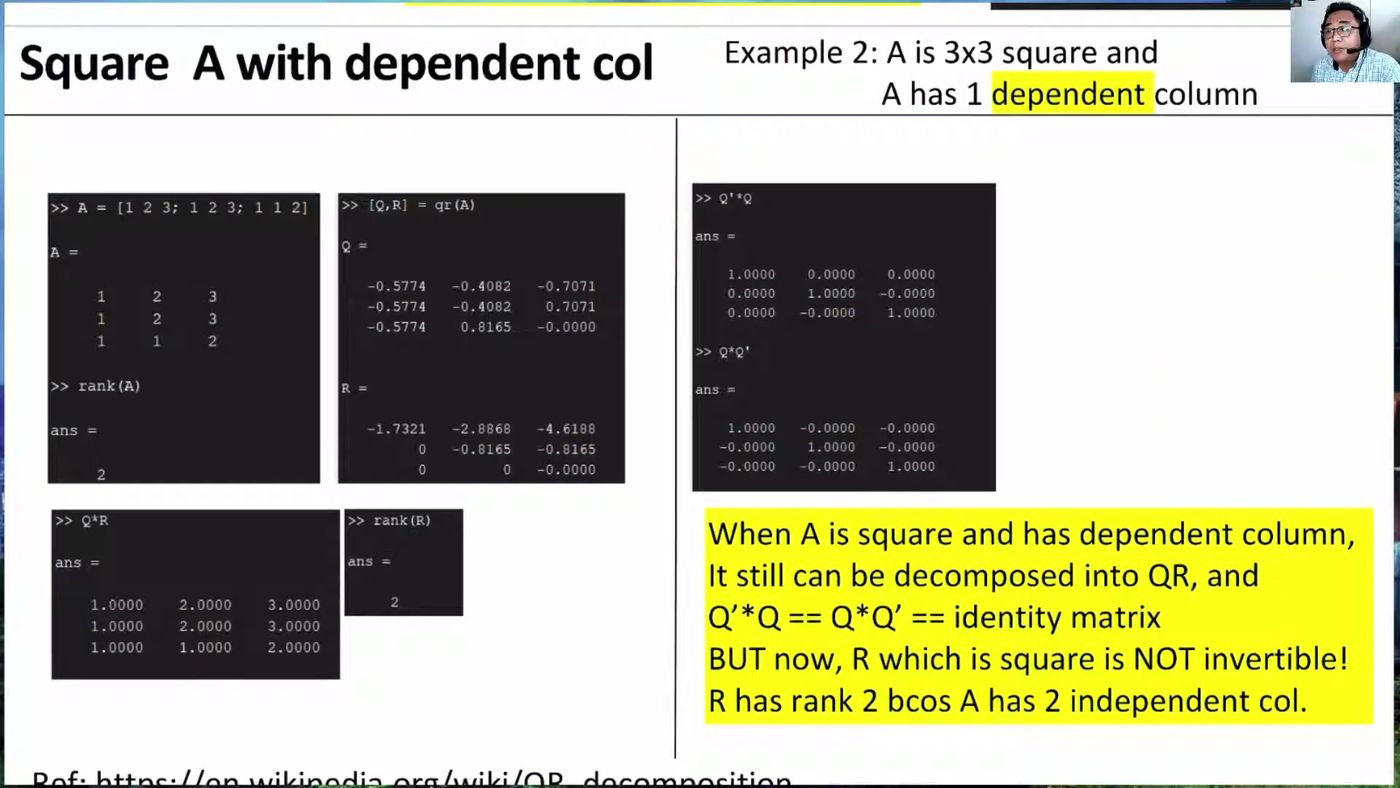 Square A with dependent col
Example 2: A is 3x3 square and
A has 1 dependent column
>> A = [1 2 3; 1 2 3; 1 1 2]
A =
1 2 3
1 2 3
1 1 2
>> rank(A)
ans =
2
>> [Q,R] = qr(A)
Q =
-0.5774 -0.4082 -0.7071
-0.5774 -0.4082 0.7071
-0.5774 0.8165 -0.0000
R =
-1.7321 -2.8868 -4.6188
0 -0.8165 -0.8165
0 0 -0.0000
>> Q*R
ans =
1.0000 2.0000 3.0000
1.0000 2.0000 3.0000
1.0000 1.0000 2.0000
>> rank(R)
ans =
2
>> Q'*Q
ans =
1.0000 0.0000 0.0000
0.0000 1.0000 -0.0000
0.0000 -0.0000 1.0000
>> Q*Q'
ans =
1.0000 -0.0000 -0.0000
-0.0000 1.0000 -0.0000
-0.0000 -0.0000 1.0000
When A is square and has dependent column,
It still can be decomposed into QR, and
Q’*Q == Q*Q’ == identity matrix
BUT now, R which is square is NOT invertible!
R has rank 2 bcos A has 2 independent col.
Ref: https://en.wikipedia.org/wiki/QR_decomposition